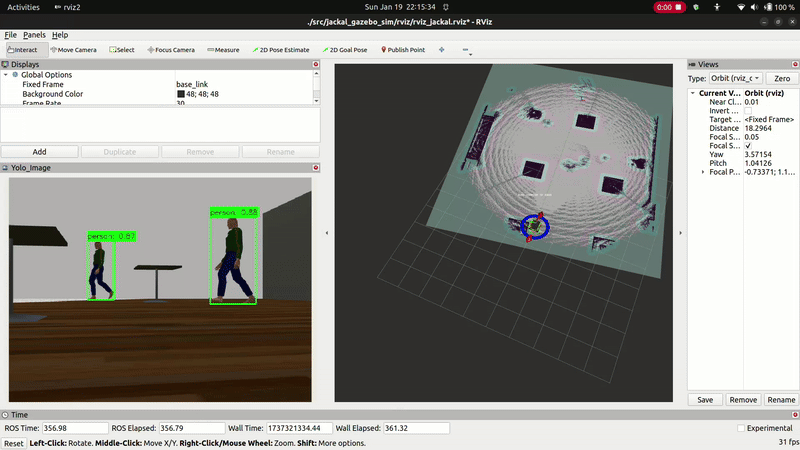 Activities rviz2 Sun Jan 19 22:15:34 0:00 100 %
./src/jackal_gazebo_sim/rviz/rviz_jackal.rviz* - RViz
File Panels Help
Interact Move Camera Select Focus Camera Measure 2D Pose Estimate 2D Goal Pose Publish Point
Displays
Global Options
Fixed Frame base_link
Background Color 48; 48; 48
Frame Rate 30
Add Duplicate Remove Rename
Yolo_Image
person: 0.88
person: 0.87
Views
Type: Orbit (rviz_c Zero
Current V... Orbit (rviz)
Near Cl... 0.01
Invert ...
Target ... <Fixed Frame>
Distance 18.2964
Focal S... 0.05
Focal S...
Yaw 3.57154
Pitch 1.04126
Focal P... -0.73371; 1.1...
Save Remove Rename
Time
ROS Time: 356.98 ROS Elapsed: 356.79 Wall Time: 1737321334.44 Wall Elapsed: 361.32 Experimental
Reset Left-Click: Rotate. Middle-Click: Move X/Y. Right-Click/Mouse Wheel: Zoom. Shift: More options. 31 fps